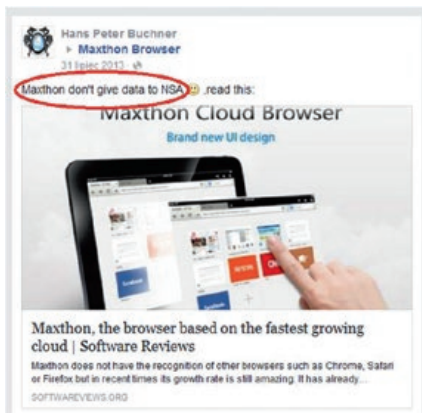 Hans Peter Buchner
▸ Maxthon Browser
31 lipiec 2013 ·
Maxthon don't give data to NSA 🙂 .read this:
Maxthon Cloud Browser
Brand new UI design
Maxthon, the browser based on the fastest growing
cloud | Software Reviews
Maxthon does not have the recognition of other browsers such as Chrome, Safari
or Firefox but in recent times its growth rate is still amazing. It has already...
SOFTWAREVEWS.ORG